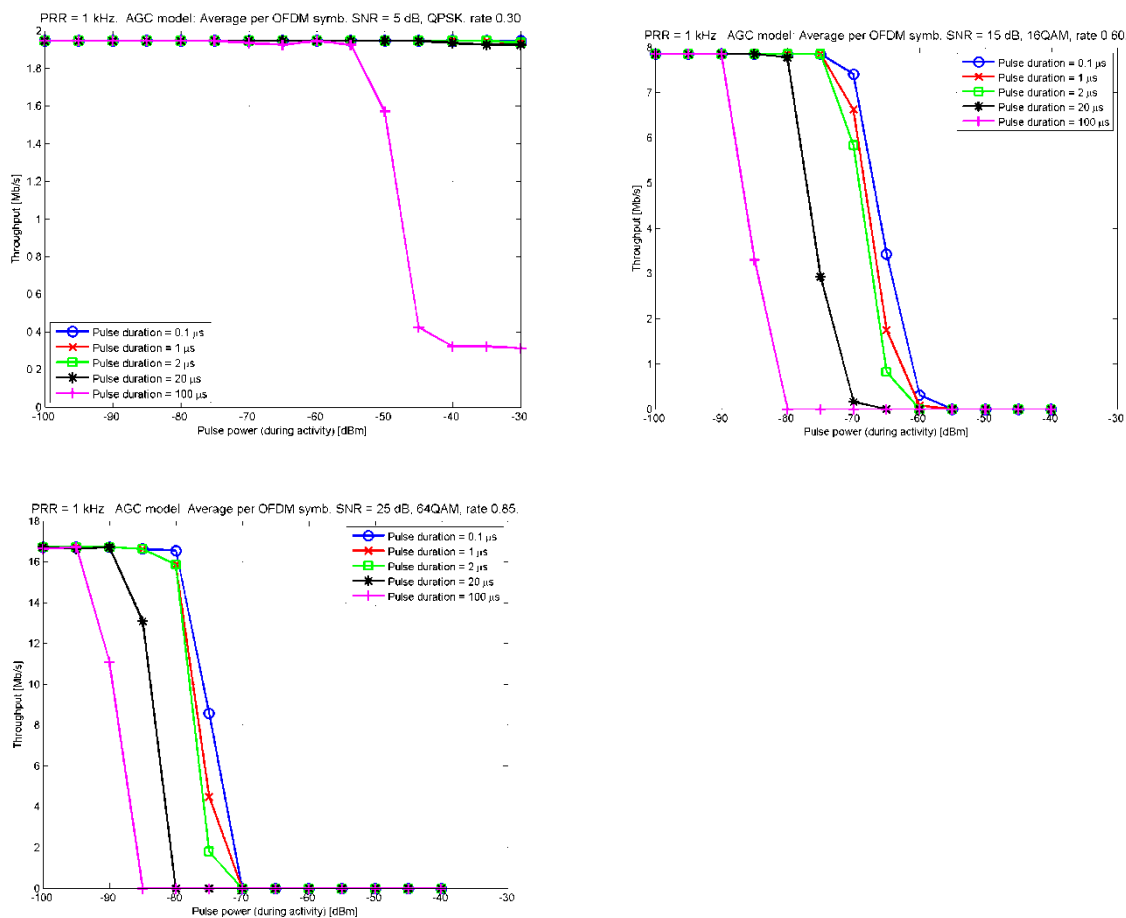 PRR = 1 kHz. AGC model: Average per OFDM symb. SNR = 5 dB, QPSK. rate 0.30
2
1.8
1.6
1.4
1.2
1
0.8
0.6
0.4
0.2
0
Throughput [Mb/s]
Pulse duration = 0.1 μs
Pulse duration = 1 μs
Pulse duration = 2 μs
Pulse duration = 20 μs
Pulse duration = 100 μs
-100 -90 -80 -70 -60 -50 -40 -30
Pulse power (during activity) [dBm]
PRR = 1 kHz AGC model: Average per OFDM symb. SNR = 15 dB, 16QAM, rate 0.60
8
7
6
5
4
3
2
1
0
Throughput [Mb/s]
Pulse duration = 0.1 μs
Pulse duration = 1 μs
Pulse duration = 2 μs
Pulse duration = 20 μs
Pulse duration = 100 μs
-100 -90 -80 -70 -60 -50 -40 -30
Pulse power (during activity) [dBm]
PRR = 1 kHz AGC model Average per OFDM symb. SNR = 25 dB, 64QAM, rate 0.85.
18
16
14
12
10
8
6
4
2
0
Throughput [Mb/s]
Pulse duration = 0.1 μs
Pulse duration = 1 μs
Pulse duration = 2 μs
Pulse duration = 20 μs
Pulse duration = 100 μs
-100 -90 -80 -70 -60 -50 -40 -30
Pulse power (during activity) [dBm]